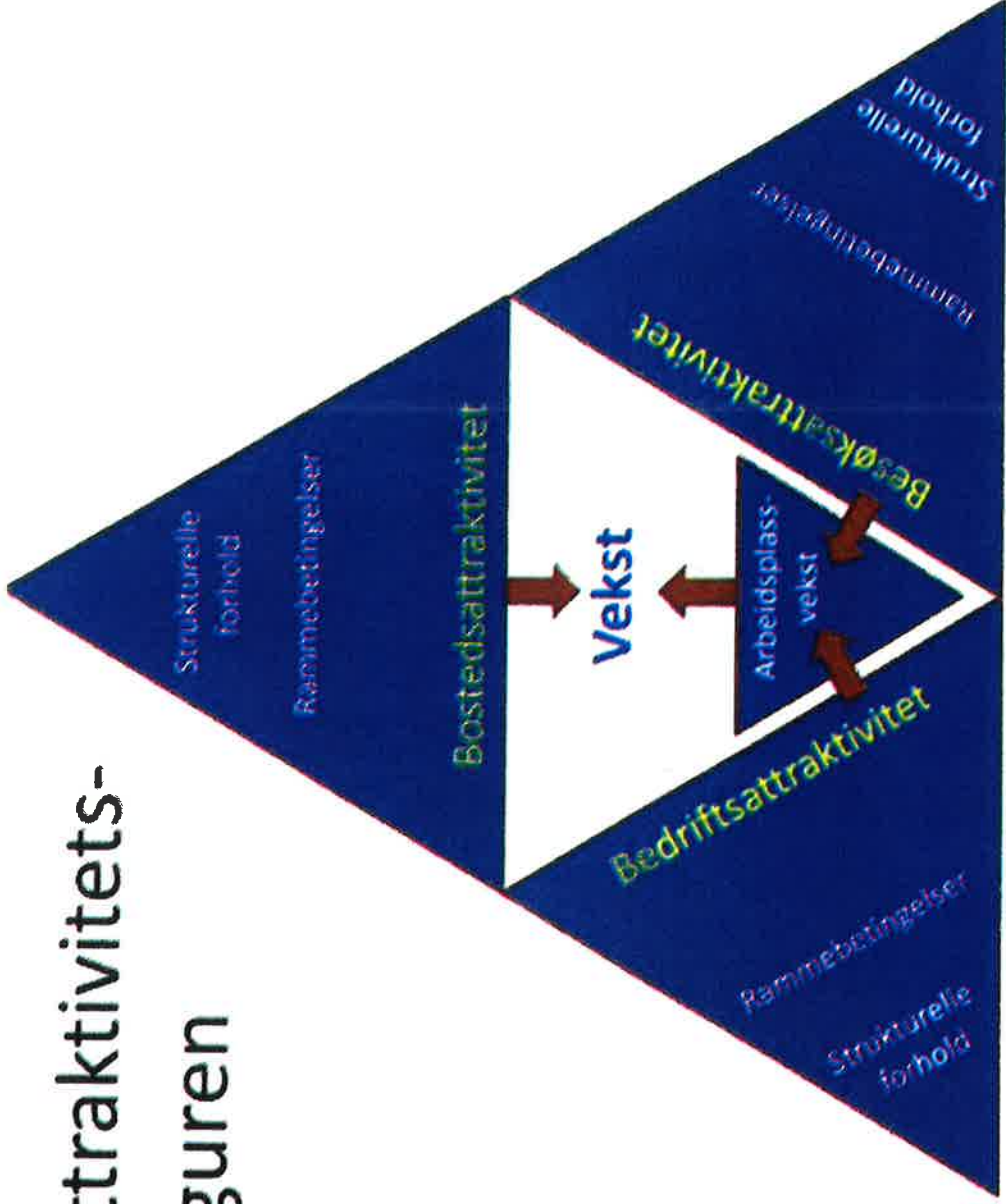 ttraktivitets-
guren
Strukturelle
forhold
Rammebetingelser
Bostedsattraktivitet
Vekst
Arbeidsplass-
vekst
Bedriftsattraktivitet
Rammebetingelser
Strukturelle
forhold
Besøksattraktivitet
Rammebetingelser
Strukturelle
forhold